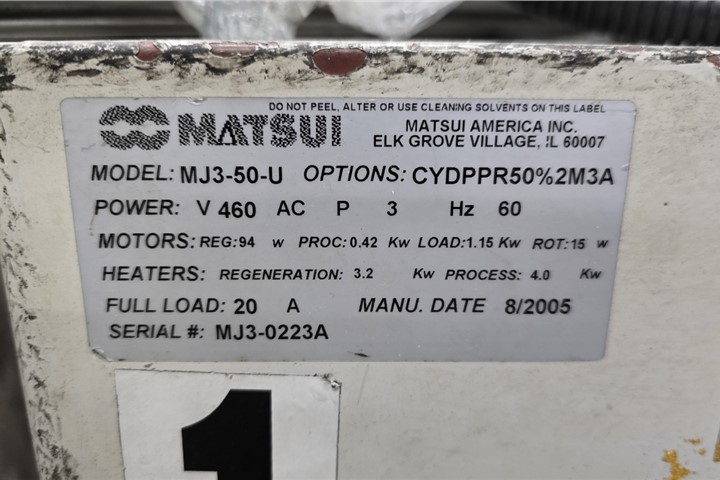 DO NOT PEEL, ALTER OR USE CLEANING SOLVENTS ON THIS LABEL
MATSUI
MATSUI AMERICA INC.
ELK GROVE VILLAGE, IL 60007
MODEL: MJ3-50-U OPTIONS: CYDPPR50%2M3A
POWER: V 460 AC P 3 Hz 60
MOTORS: REG: 94 w PROC: 0.42 Kw LOAD: 1.15 Kw ROT: 15 w
HEATERS: REGENERATION: 3.2 Kw PROCESS: 4.0 Kw
FULL LOAD: 20 A MANU. DATE 8/2005
SERIAL #: MJ3-0223A
1